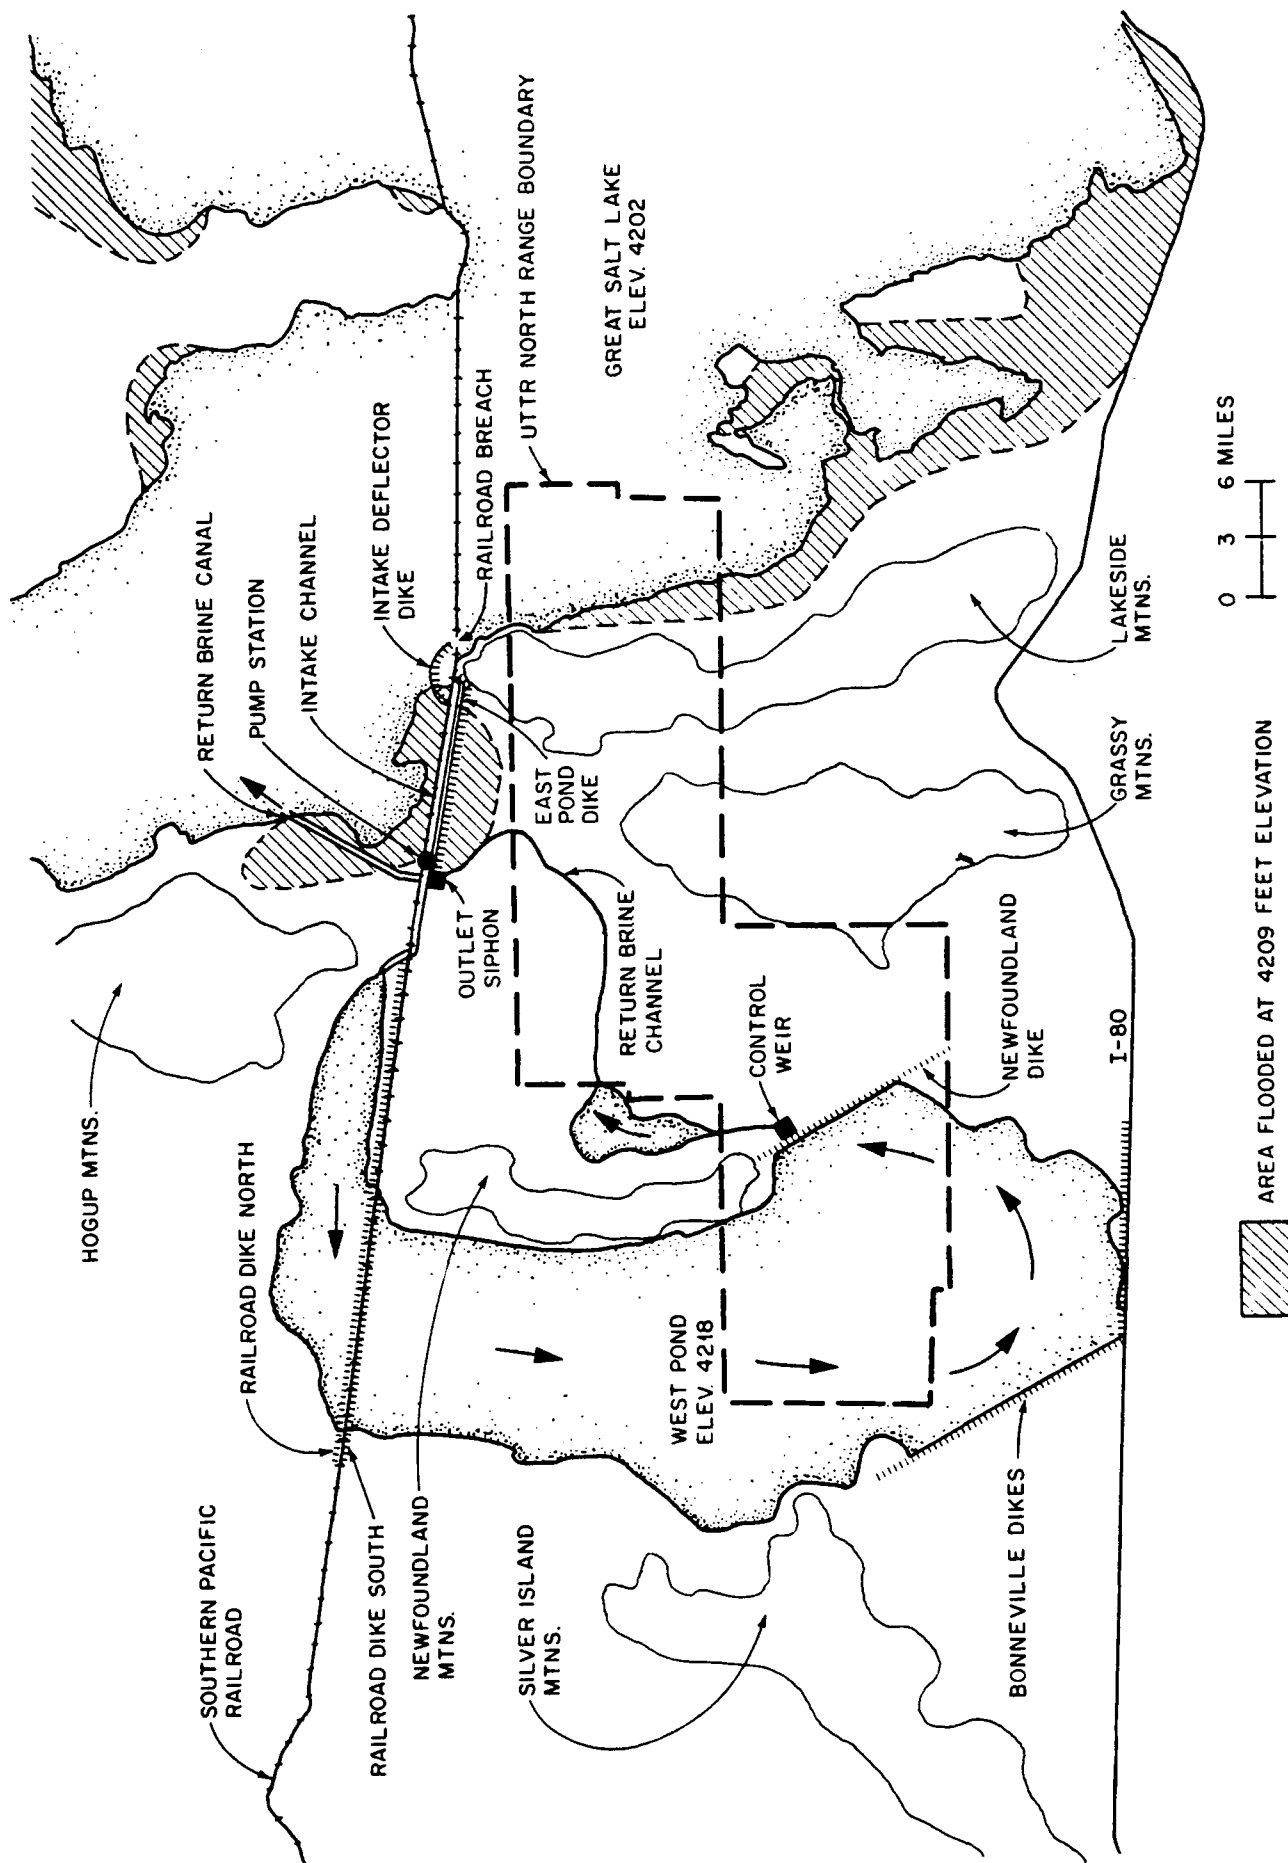 SOUTHERN PACIFIC
RAILROAD
RAILROAD DIKE NORTH
HOGUP MTNS.
RETURN BRINE CANAL
PUMP STATION
INTAKE CHANNEL
INTAKE DEFLECTOR
DIKE
RAILROAD BREACH
UTTR NORTH RANGE BOUNDARY
GREAT SALT LAKE
ELEV. 4202
RAILROAD DIKE SOUTH
NEWFOUNDLAND
MTNS.
OUTLET
SIPHON
EAST
POND
DIKE
SILVER ISLAND
MTNS.
WEST POND
ELEV. 4218
RETURN BRINE
CHANNEL
CONTROL
WEIR
BONNEVILLE DIKES
NEWFOUNDLAND
DIKE
I-80
GRASSY
MTNS.
LAKESIDE
MTNS.
0 3 6 MILES
AREA FLOODED AT 4209 FEET ELEVATION